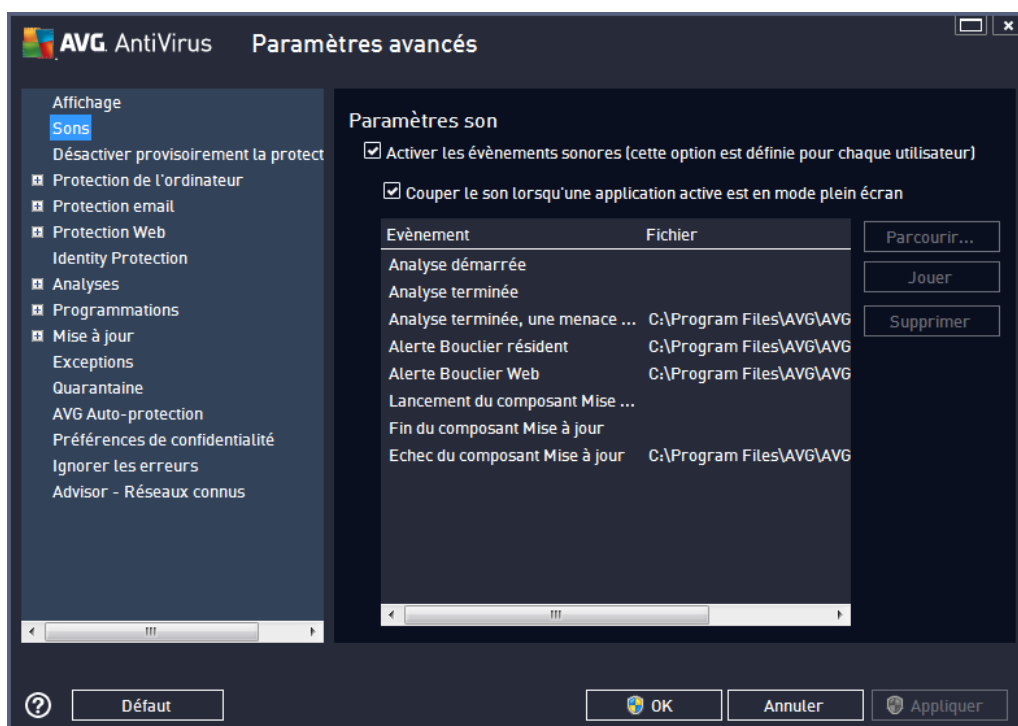 AVG AntiVirus Paramètres avancés
Affichage
Sons
Désactiver provisoirement la protect
Protection de l'ordinateur
Protection email
Protection Web
Identity Protection
Analyses
Programmations
Mise à jour
Exceptions
Quarantaine
AVG Auto-protection
Préférences de confidentialité
Ignorer les erreurs
Advisor - Réseaux connus
Paramètres son
Activer les évènements sonores (cette option est définie pour chaque utilisateur)
Couper le son lorsqu'une application active est en mode plein écran
Evènement Fichier
Analyse démarrée
Analyse terminée
Analyse terminée, une menace ... C:\Program Files\AVG\AVG
Alerte Bouclier résident C:\Program Files\AVG\AVG
Alerte Bouclier Web C:\Program Files\AVG\AVG
Lancement du composant Mise ...
Fin du composant Mise à jour
Echec du composant Mise à jour C:\Program Files\AVG\AVG
Parcourir...
Jouer
Supprimer
Défaut
OK
Annuler
Appliquer